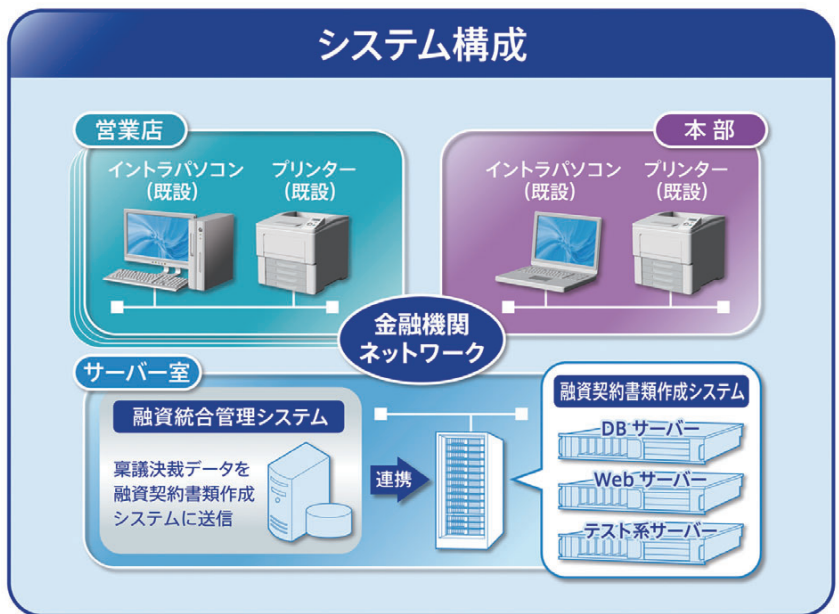 システム構成
営業店
イントラパソコン
(既設)
プリンター
(既設)
本部
イントラパソコン
(既設)
プリンター
(既設)
金融機関
ネットワーク
サーバー室
融資統合管理システム
稟議決裁データを
融資契約書類作成
システムに送信
連携
融資契約書類作成システム
DBサーバー
Webサーバー
テスト系サーバー